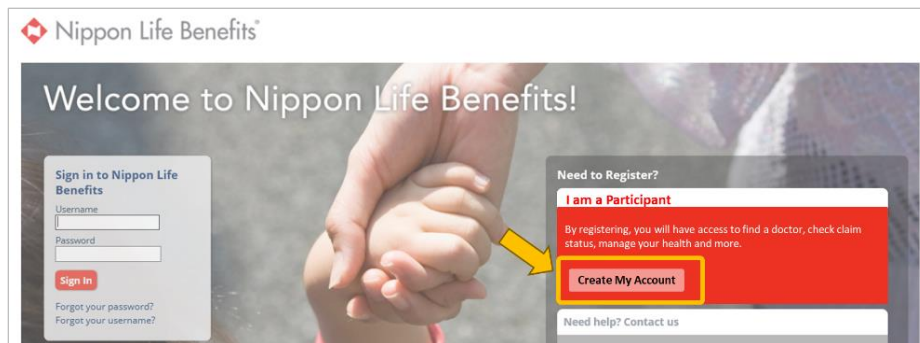 Nippon Life Benefits®
Welcome to Nippon Life Benefits!
Sign in to Nippon Life
Benefits
Username
Password
Sign In
Forgot your password?
Forgot your username?
Need to Register?
I am a Participant
By registering, you will have access to find a doctor, check claim
status, manage your health and more.
Create My Account
Need help? Contact us